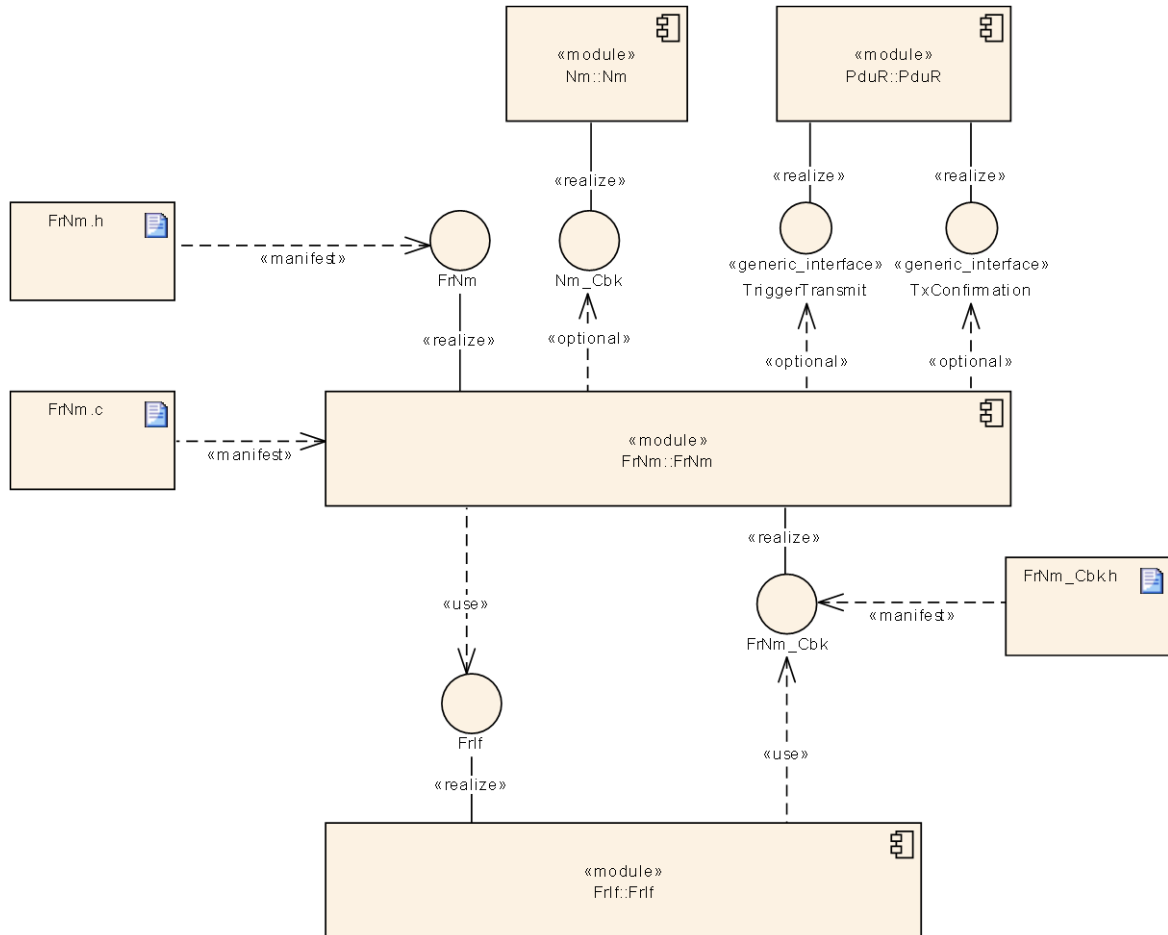 «module»
Nm::Nm
«module»
PduR::PduR
«realize»
«realize»
«realize»
FrNm.h
«manifest»
FrNm
Nm_Cbk
«generic_interface»
TriggerTransmit
«generic_interface»
TxConfirmation
«realize»
«optional»
«optional»
«optional»
FrNm.c
«manifest»
«module»
FrNm::FrNm
«realize»
FrNm_Cbk.h
«use»
«manifest»
FrNm_Cbk
FrIf
«use»
«realize»
«module»
FrIf::FrIf